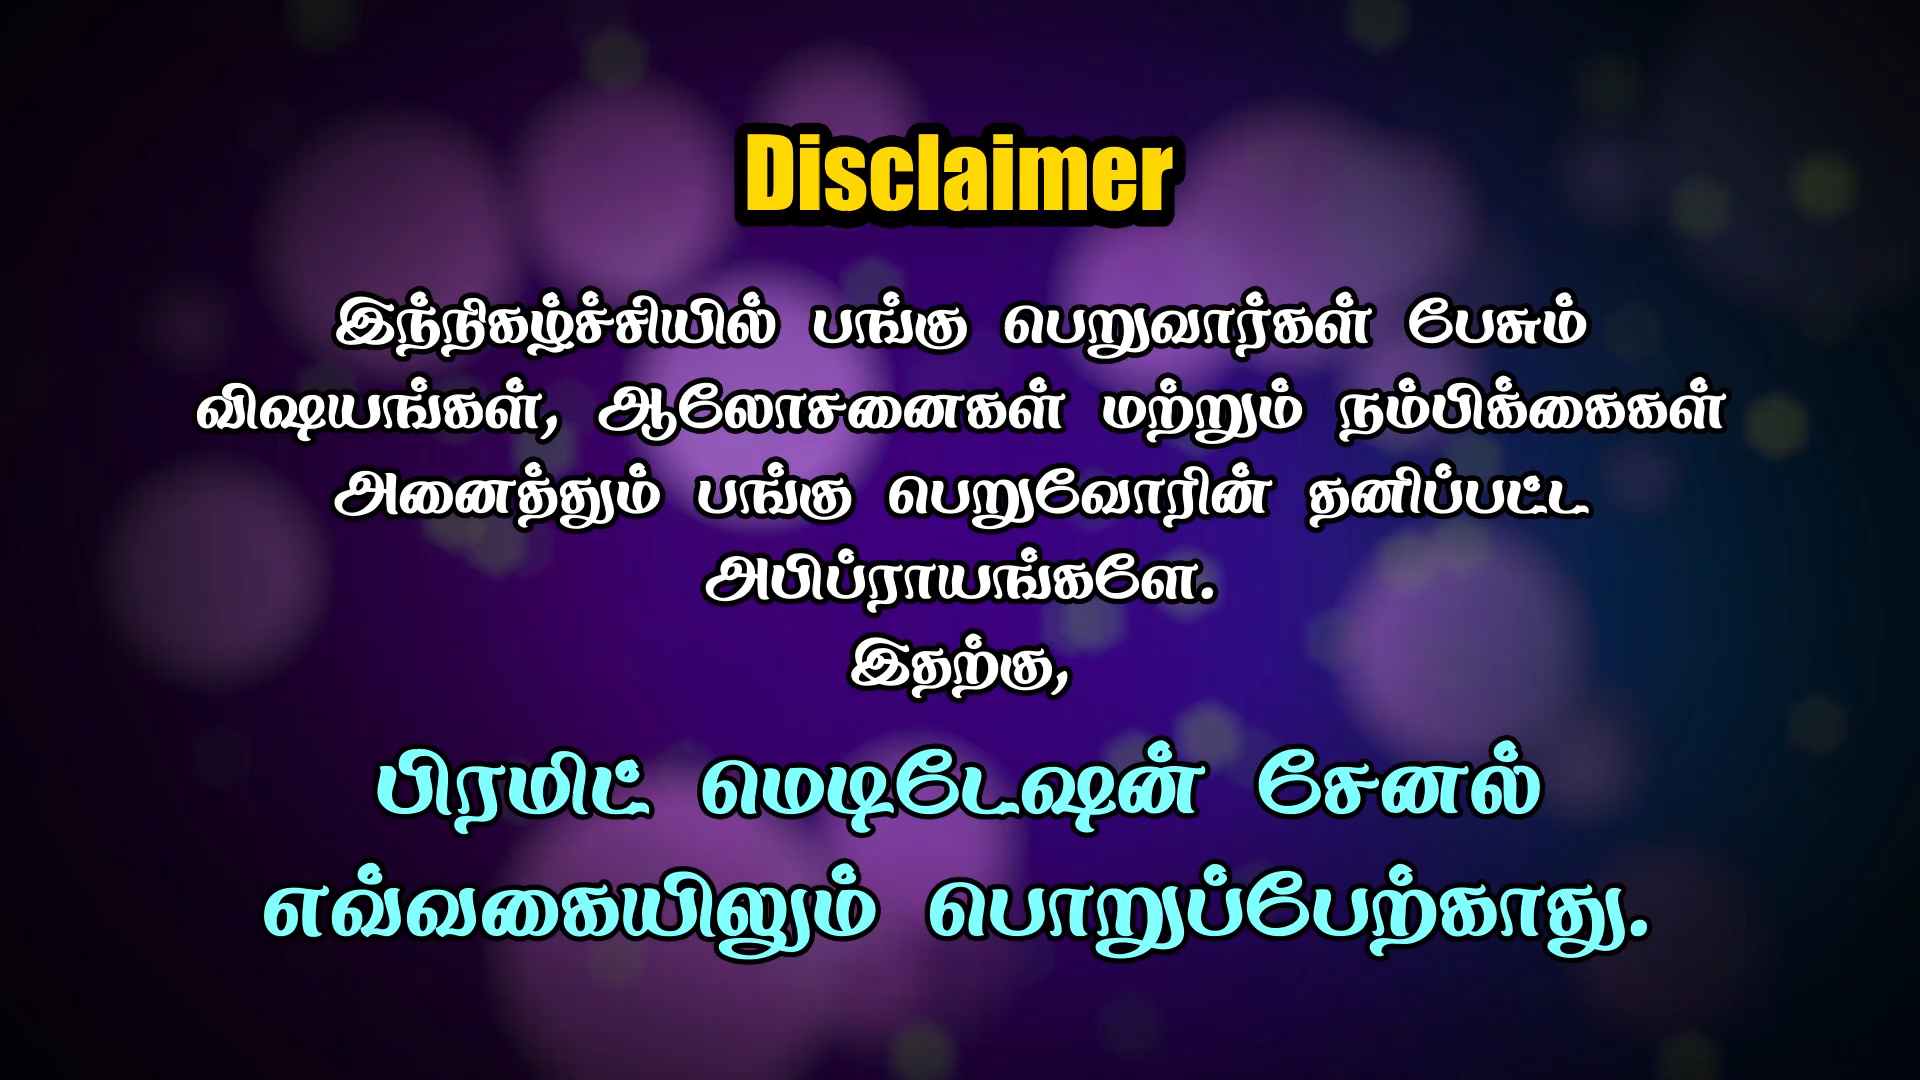 Disclaimer
இந்நிகழ்ச்சியில் பங்கு பெறுவார்கள் பேசும்
விஷயங்கள், ஆலோசனைகள் மற்றும் நம்பிக்கைகள்
அனைத்தும் பங்கு பெறுவோரின் தனிப்பட்ட
அபிப்ராயங்களே.
இதற்கு,
பிரமிட் மெடிடேஷன் சேனல்
எவ்வகையிலும் பொறுப்பேற்காது.